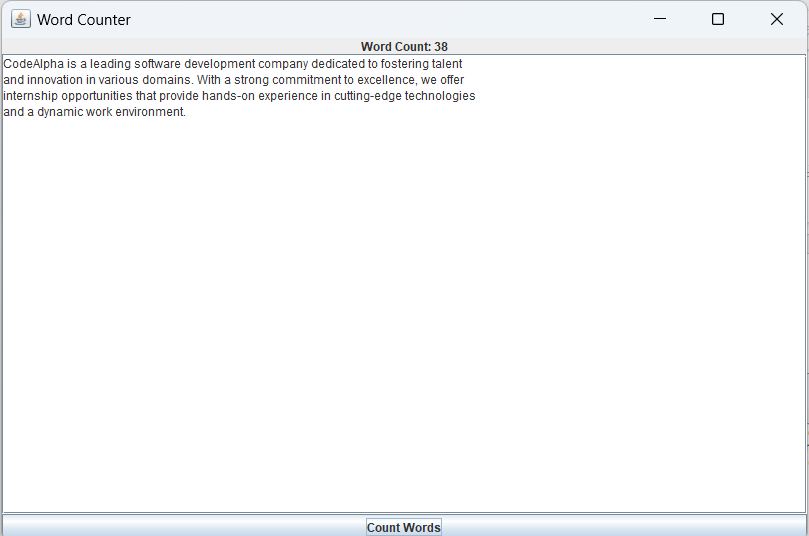 Word Counter
Word Count: 38
CodeAlpha is a leading software development company dedicated to fostering talent
and innovation in various domains. With a strong commitment to excellence, we offer
internship opportunities that provide hands-on experience in cutting-edge technologies
and a dynamic work environment.
Count Words